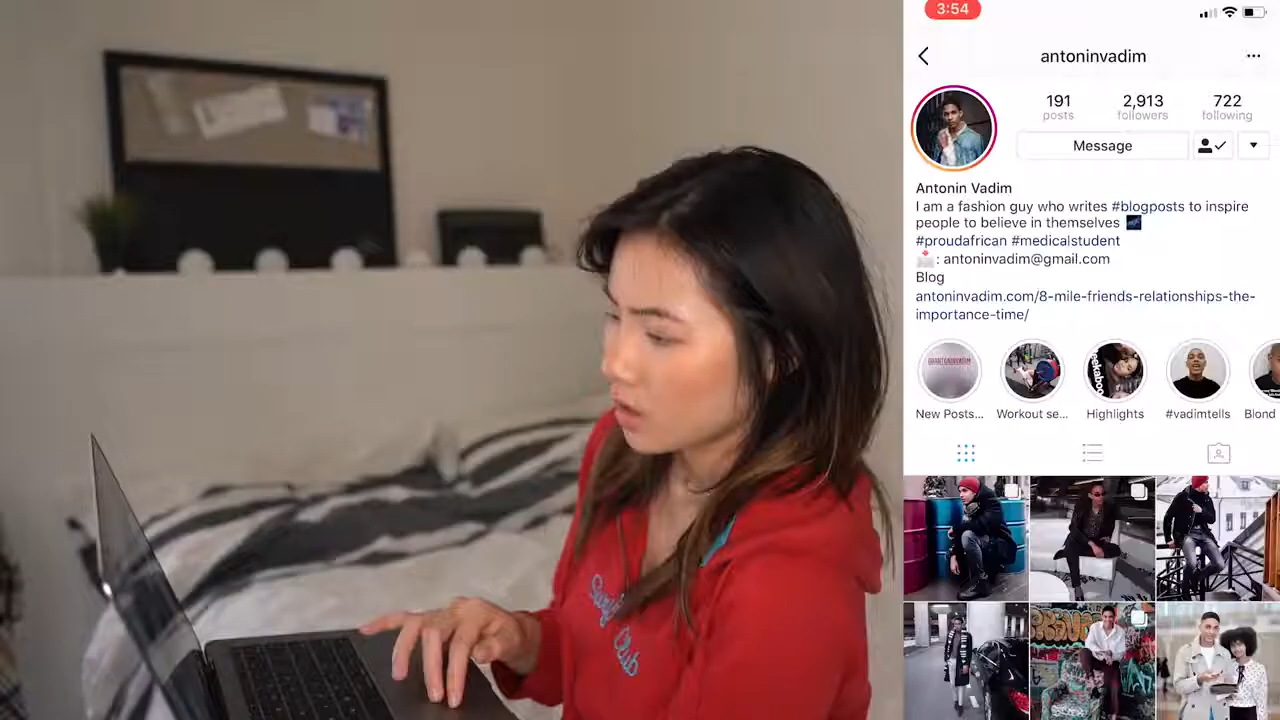 3:54
antoninvadim
191
posts
2,913
followers
722
following
Message
Antonin Vadim
I am a fashion guy who writes #blogposts to inspire
people to believe in themselves
#proudafrican #medicalstudent
: antoninvadim@gmail.com
Blog
antoninvadim.com/8-mile-friends-relationships-the-
importance-time/
New Posts...
Workout se...
Highlights
#vadimtells
Blond
Club